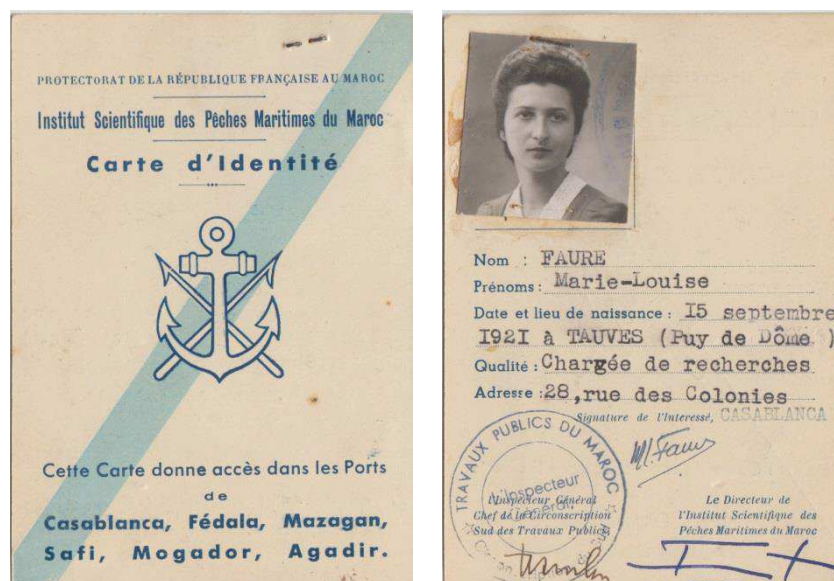 PROTECTORAT DE LA RÉPUBLIQUE FRANÇAISE AU MAROC
Institut Scientifique des Pêches Maritimes du Maroc
Carte d'Identité
Cette Carte donne accès dans les Ports
de
Casablanca, Fédala, Mazagan,
Safi, Mogador, Agadir.
Nom : FAURE
Prénoms : Marie-Louise
Date et lieu de naissance : I5 septembre
I92I à TAUVES (Puy de Dôme )
Qualité : Chargée de recherches
Adresse : 28,rue des Colonies
Signature de l'Interessé, CASABLANCA
M. Faure
TRAVAUX PUBLICS DU MAROC
L'Inspecteur
Général
L'Inspecteur Général
Chef de la Circonscription
Sud des Travaux Publics
Le Directeur de
l'Institut Scientifique des
Pêches Maritimes du Maroc